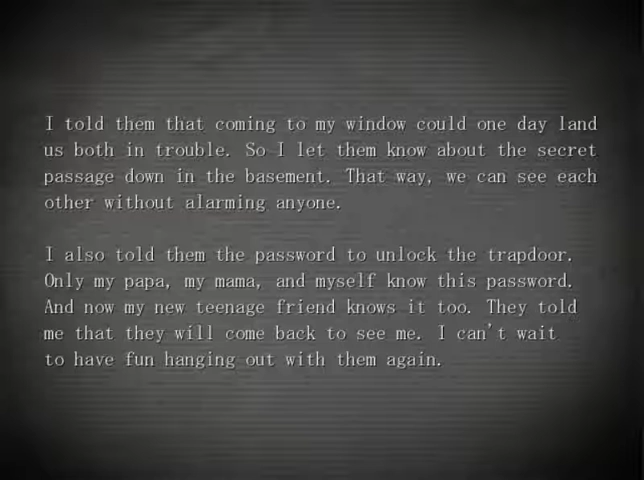 I told them that coming to my window could one day land
us both in trouble. So I let them know about the secret
passage down in the basement. That way, we can see each
other without alarming anyone.
I also told them the password to unlock the trapdoor.
Only my papa, my mama, and myself know this password.
And now my new teenage friend knows it too. They told
me that they will come back to see me. I can't wait
to have fun hanging out with them again.